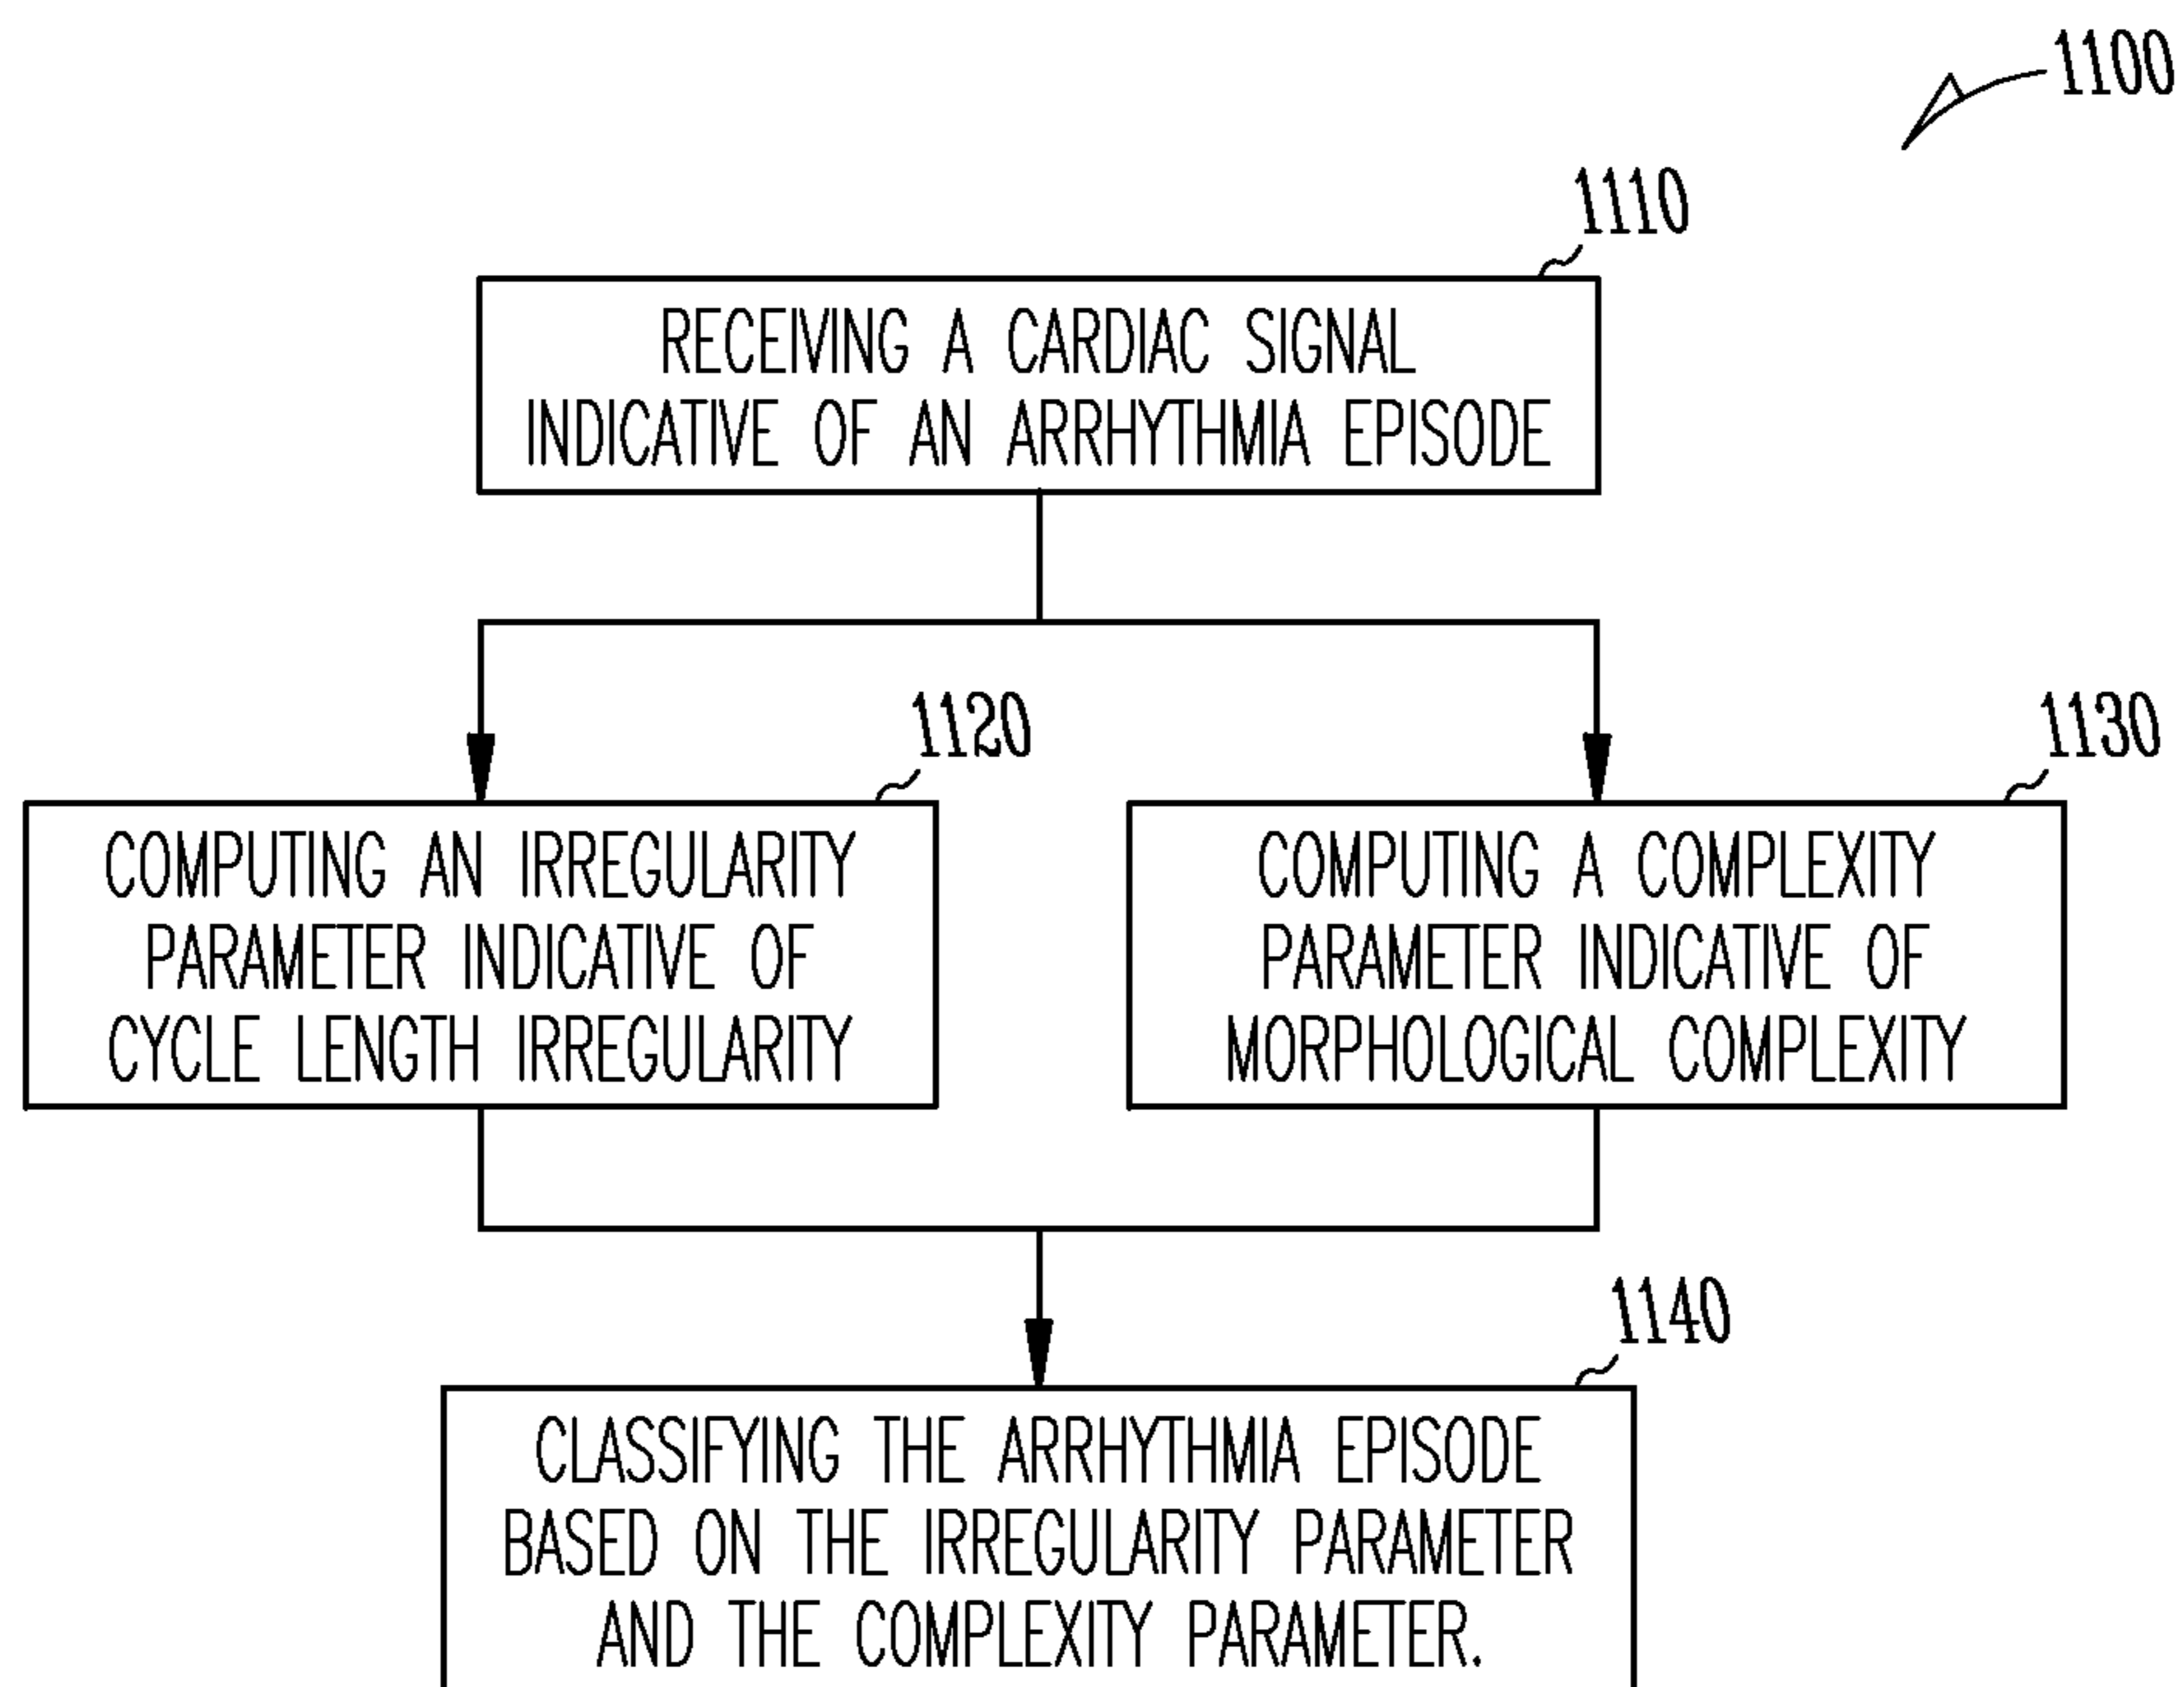 1100
1110
RECEIVING A CARDIAC SIGNAL
INDICATIVE OF AN ARRHYTHMIA EPISODE
1120
COMPUTING AN IRREGULARITY
PARAMETER INDICATIVE OF
CYCLE LENGTH IRREGULARITY
1130
COMPUTING A COMPLEXITY
PARAMETER INDICATIVE OF
MORPHOLOGICAL COMPLEXITY
1140
CLASSIFYING THE ARRHYTHMIA EPISODE
BASED ON THE IRREGULARITY PARAMETER
AND THE COMPLEXITY PARAMETER.